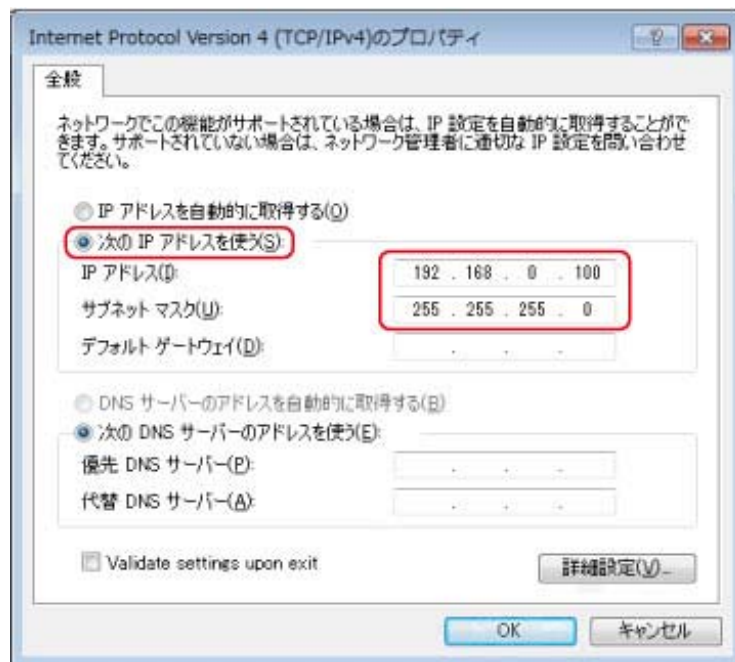 Internet Protocol Version 4 (TCP/IPv4)のプロパティ
全般
ネットワークでこの機能がサポートされている場合は、IP 設定を自動的に取得することがで
きます。サポートされていない場合は、ネットワーク管理者に適切な IP 設定を問い合わせ
てください。
IP アドレスを自動的に取得する(O)
次の IP アドレスを使う(S):
IP アドレス(I): 192 . 168 . 0 . 100
サブネット マスク(U): 255 . 255 . 255 . 0
デフォルト ゲートウェイ(D): . . .
DNS サーバーのアドレスを自動的に取得する(B)
次の DNS サーバーのアドレスを使う(E):
優先 DNS サーバー(P): . . .
代替 DNS サーバー(A): . . .
Validate settings upon exit
詳細設定(V)...
OK キャンセル